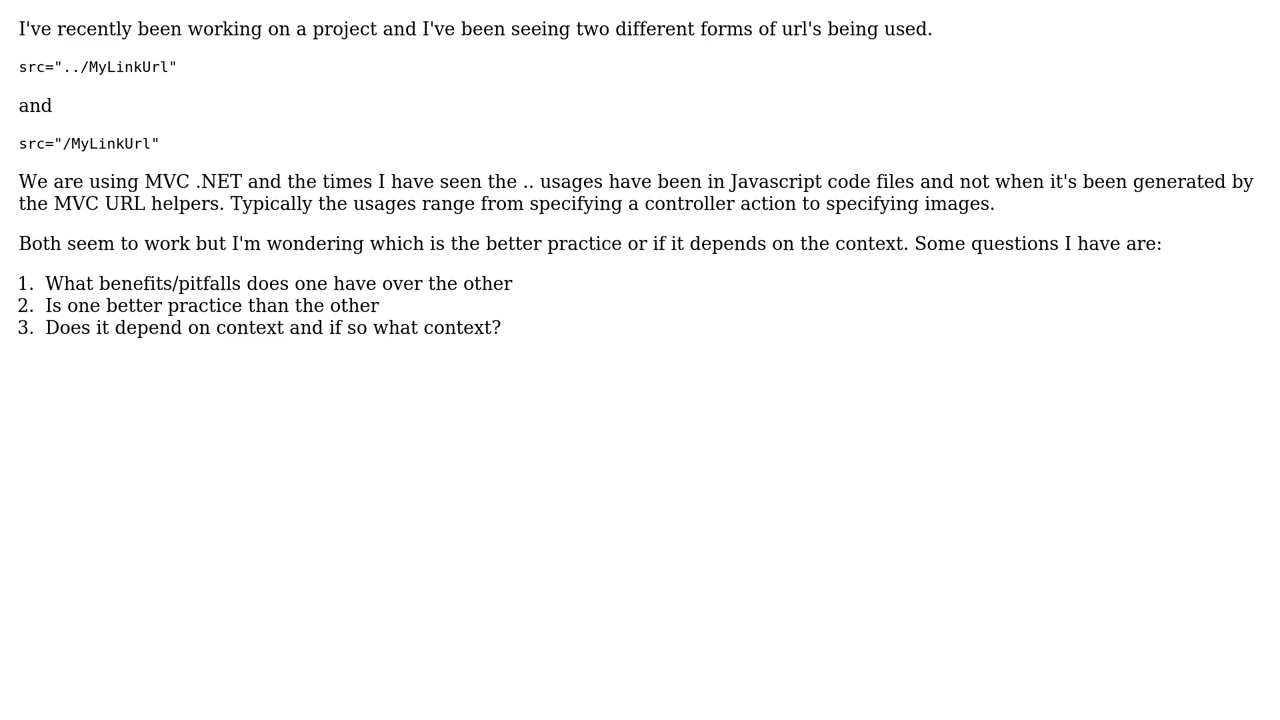 I've recently been working on a project and I've been seeing two different forms of url's being used.
src="../MyLinkUrl"
and
src="/MyLinkUrl"
We are using MVC .NET and the times I have seen the .. usages have been in Javascript code files and not when it's been generated by
the MVC URL helpers. Typically the usages range from specifying a controller action to specifying images.
Both seem to work but I'm wondering which is the better practice or if it depends on the context. Some questions I have are:
1. What benefits/pitfalls does one have over the other
2. Is one better practice than the other
3. Does it depend on context and if so what context?